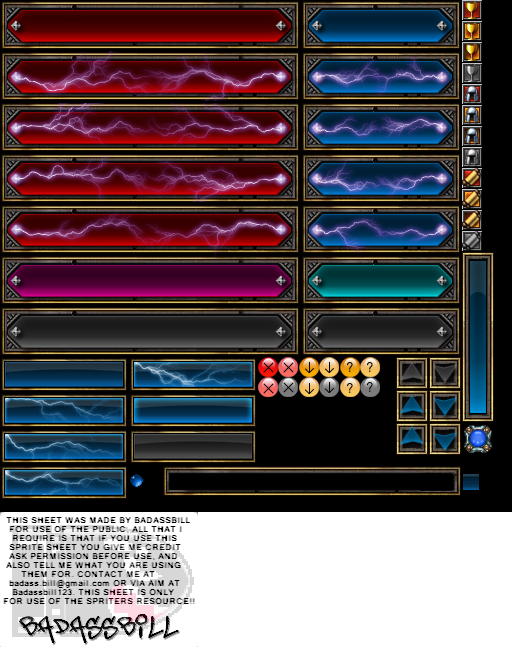 THIS SHEET WAS MADE BY BADASSBILL
FOR USE OF THE PUBLIC. ALL THAT I
REQUIRE IS THAT IF YOU USE THIS
SPRITE SHEET YOU GIVE ME CREDIT
ASK PERMISSION BEFORE USE, AND
ALSO TELL ME WHAT YOU ARE USING
THEM FOR. CONTACT ME AT
badass.bill@gmail.com OR VIA AIM AT
Badassbill123. THIS SHEET IS ONLY
FOR USE OF THE SPRITERS RESOURCE!!
BADASSBILL